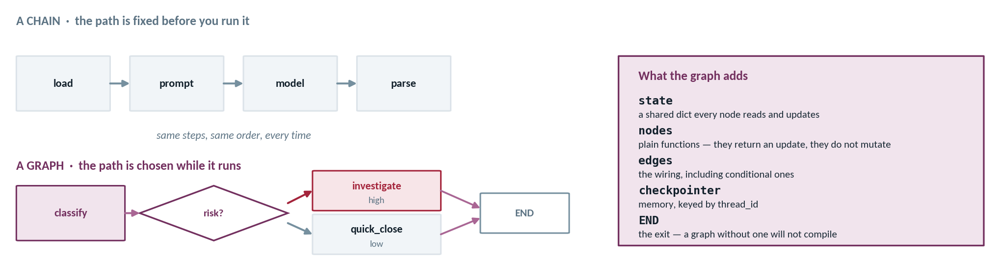 A CHAIN · the path is fixed before you run it
load
prompt
model
parse
same steps, same order, every time
A GRAPH · the path is chosen while it runs
classify
risk?
investigate
high
quick_close
low
END
What the graph adds
state
a shared dict every node reads and updates
nodes
plain functions — they return an update, they do not mutate
edges
the wiring, including conditional ones
checkpointer
memory, keyed by thread_id
END
the exit — a graph without one will not compile